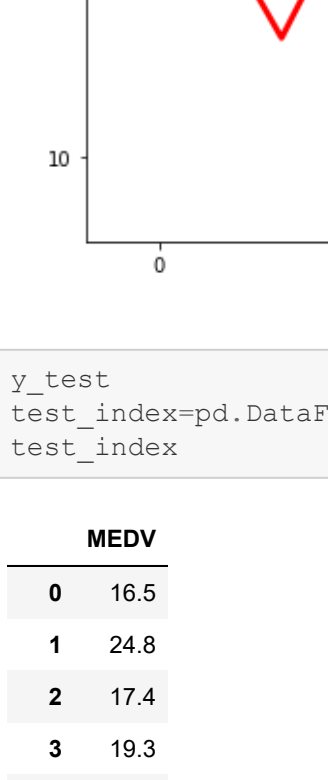 10
0
y_test
test_index=pd.DataF
test_index
MEDV
0 16.5
1 24.8
2 17.4
3 19.3